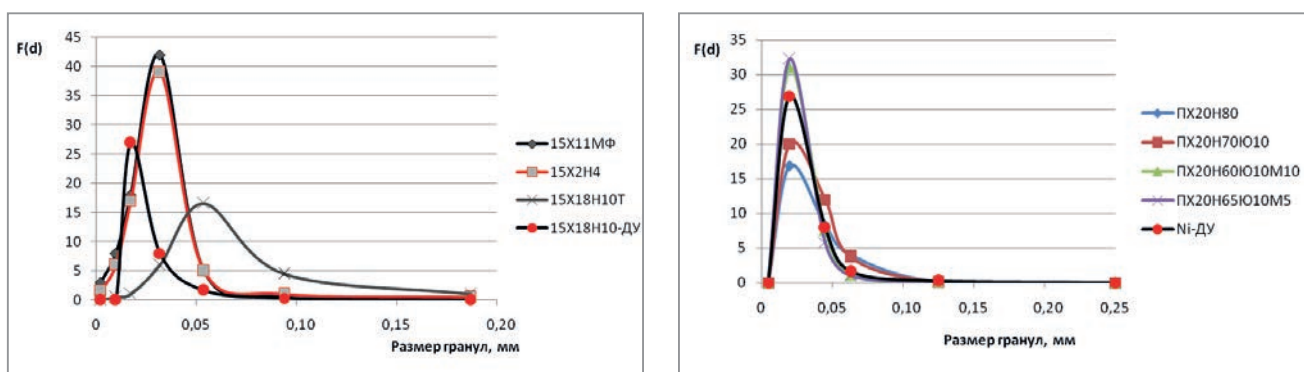 F(d)
45
40
35
30
25
20
15
10
5
0
0
0,05
0,10
0,15
0,20
Размер гранул, мм
15Х11МФ
15Х2Н4
15Х18Н10Т
15Х18Н10-ДУ
F(d)
35
30
25
20
15
10
5
0
0
0,05
0,10
0,15
0,20
0,25
Размер гранул, мм
ПХ20Н80
ПХ20Н70Ю10
ПХ20Н60Ю10М10
ПХ20Н65Ю10М5
Ni-ДУ